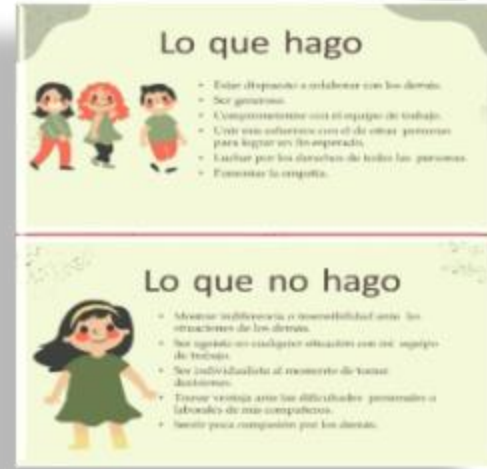 Lo que hago
• Estar dispuesto a colaborar con los demás.
• Ser generoso.
• Comprometerme con el equipo de trabajo.
• Unir mis esfuerzos con el de otras personas
para lograr un fin esperado.
• Luchar por los derechos de todas las personas.
• Fomentar la empatía.
Lo que no hago
• Mostrar indiferencia o insensibilidad ante las
situaciones de los demás.
• Ser egoísta en cualquier situación con mi equipo
de trabajo.
• Ser individualista al momento de tomar
decisiones.
• Tomar ventaja ante las dificultades personales o
laborales de mis compañeros.
• Sentir poca compasión por los demás.